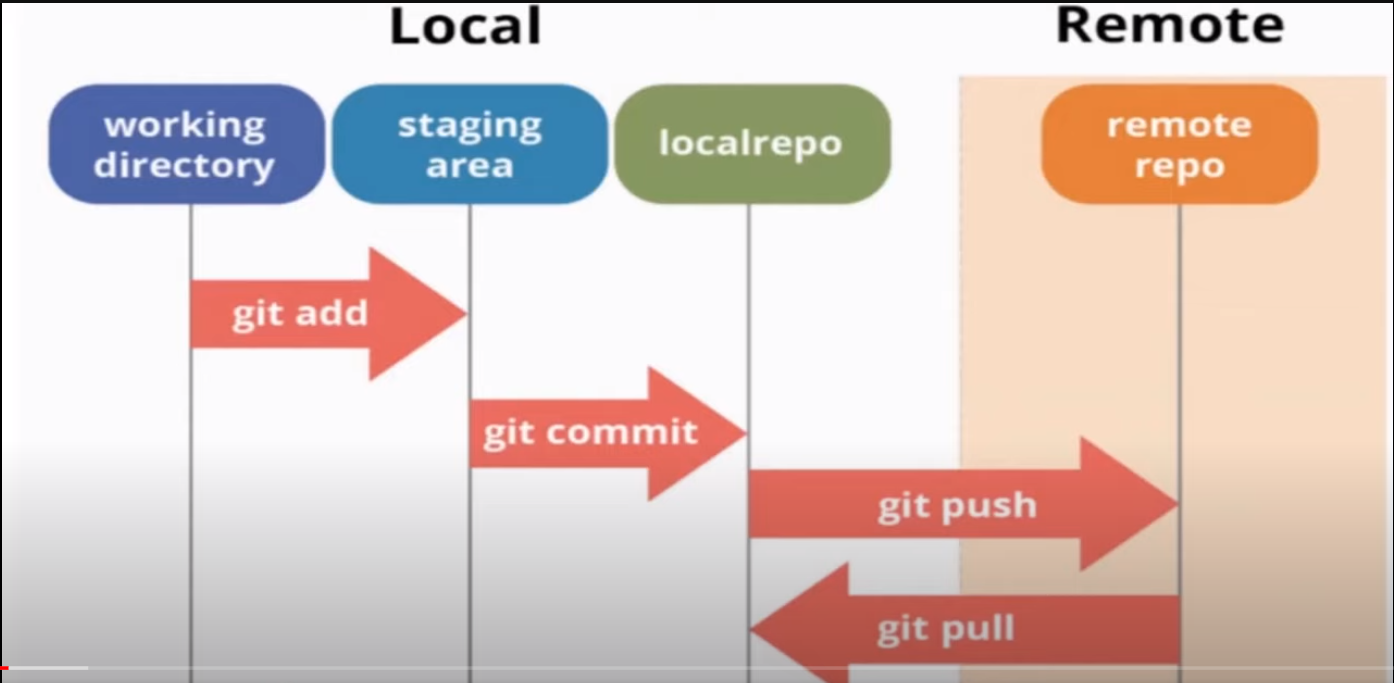 Local
Remote
working
directory
staging
area
localrepo
remote
repo
git add
git commit
git push
git pull